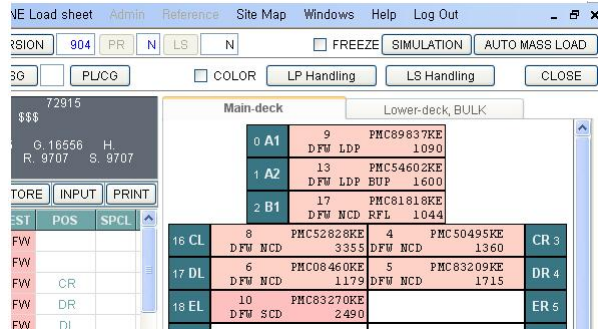 NE Load sheet Admin Reference Site Map Windows Help Log Out
RSION 904 PR N LS N FREEZE SIMULATION AUTO MASS LOAD
SG PL/CG COLOR LP Handling LS Handling CLOSE
72915
$$$
G. 16556 H.
R. 9707 S. 9707
TORE INPUT PRINT
EST POS SPCL
FW
FW
FW CR
FW DR
FW DL
Main-deck Lower-deck, BULK
0 A1 9 PMC89837KE
DFW LDP 1090
1 A2 13 PMC54602KE
DFW LDP BUP 1600
2 B1 17 PMC81818KE
DFW NCD RFL 1044
16 CL 8 PMC52828KE 4 PMC50495KE CR 3
DFW NCD 3355 DFW NCD 1360
17 DL 6 PMC08460KE 5 PMC83209KE DR 4
DFW NCD 1179 DFW NCD 1715
18 EL 10 PMC83270KE ER 5
DFW SCD 2490